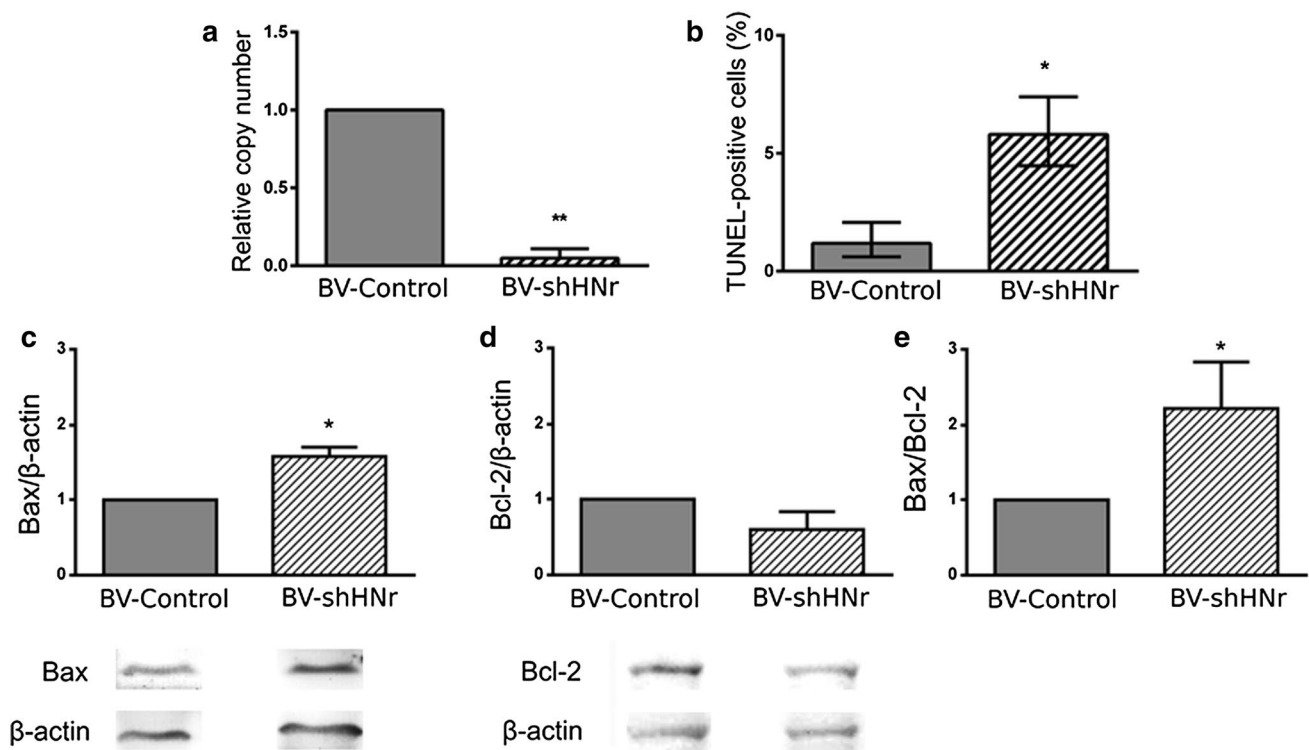 a
Relative copy number
1.5
1.0
0.5
0.0
**
BV-Control
BV-shHNr
b
TUNEL-positive cells (%)
10
5
0
*
BV-Control
BV-shHNr
c
Bax/β-actin
3
2
1
0
*
BV-Control
BV-shHNr
Bax
β-actin
d
Bcl-2/β-actin
3
2
1
0
BV-Control
BV-shHNr
Bcl-2
β-actin
e
Bax/Bcl-2
3
2
1
0
*
BV-Control
BV-shHNr